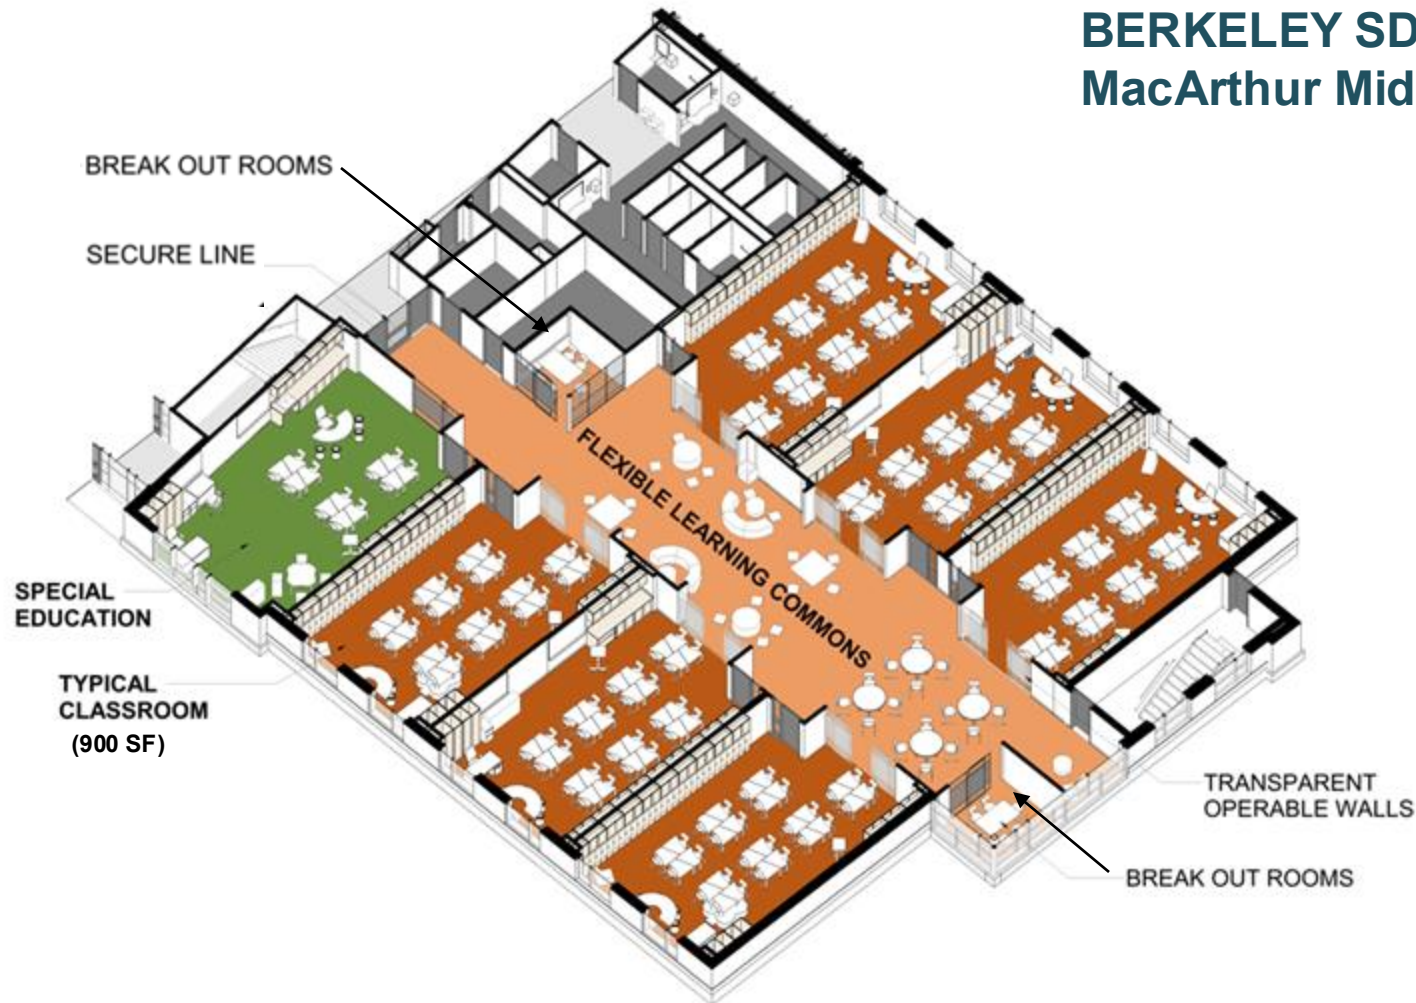 BERKELEY SD
MacArthur Mid
BREAK OUT ROOMS
SECURE LINE
FLEXIBLE LEARNING COMMONS
SPECIAL
EDUCATION
TYPICAL
CLASSROOM
(900 SF)
TRANSPARENT
OPERABLE WALLS
BREAK OUT ROOMS